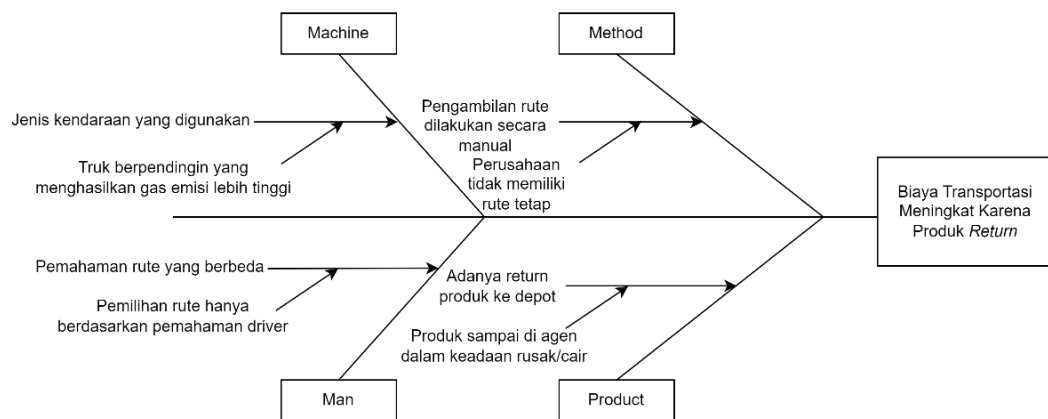 Machine
Method
Jenis kendaraan yang digunakan
Truk berpendingin yang
menghasilkan gas emisi lebih tinggi
Pengambilan rute
dilakukan secara
manual
Perusahaan
tidak memiliki
rute tetap
Biaya Transportasi
Meningkat Karena
Produk Return
Pemahaman rute yang berbeda
Pemilihan rute hanya
berdasarkan pemahaman driver
Adanya return
produk ke depot
Produk sampai di agen
dalam keadaan rusak/cair
Man
Product